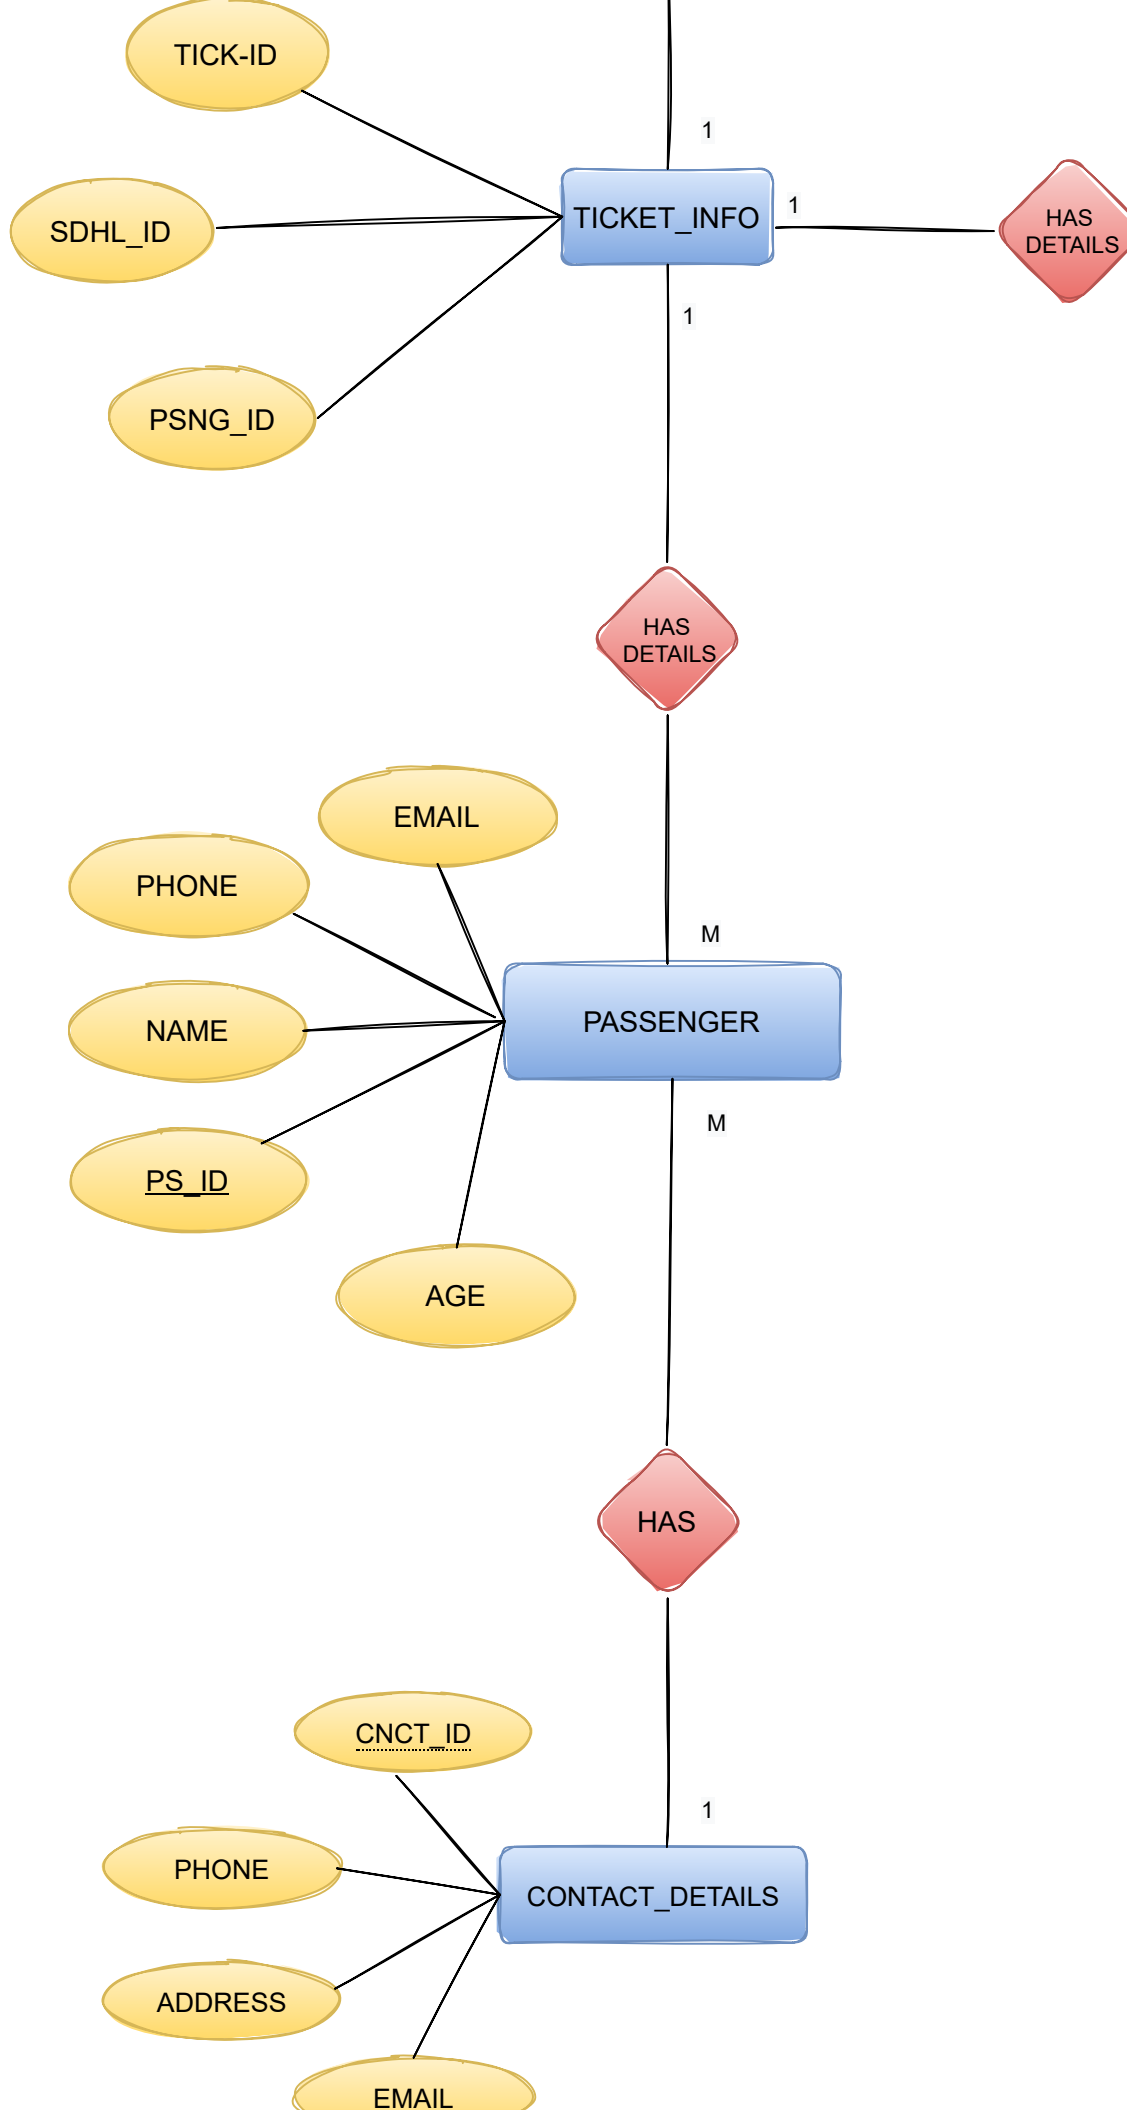 TICK-ID
1
SDHL_ID
TICKET_INFO
1
HAS
DETAILS
1
PSNG_ID
HAS
DETAILS
EMAIL
PHONE
M
NAME
PASSENGER
M
PS_ID
AGE
HAS
CNCT_ID
1
PHONE
CONTACT_DETAILS
ADDRESS
EMAIL